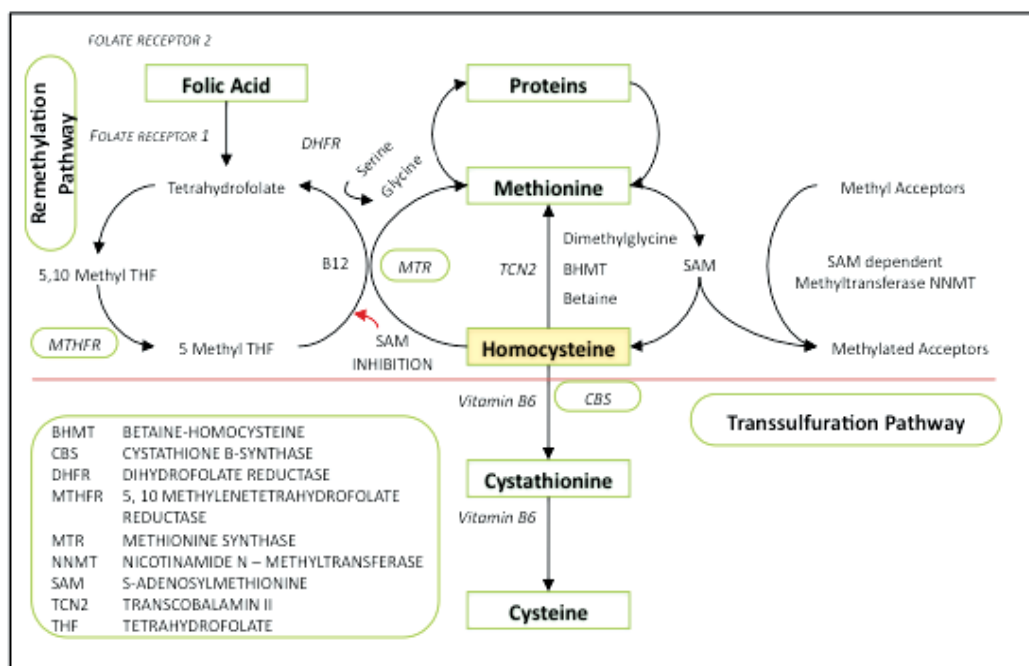 FOLATE RECEPTOR 2
Remethylation
Pathway
Folic Acid
Proteins
FOLATE RECEPTOR 1
DHFR
Serine
Glycine
Tetrahydrofolate
Methionine
Methyl Acceptors
5,10 Methyl THF
B12
MTR
TCN2
Dimethylglycine
BHMT
Betaine
SAM
SAM dependent
Methyltransferase NNMT
MTHFR
5 Methyl THF
SAM
INHIBITION
Homocysteine
Methylated Acceptors
Vitamin B6
CBS
Transsulfuration Pathway
Cystathionine
Vitamin B6
Cysteine
BHMT BETAINE-HOMOCYSTEINE
CBS CYSTATHIONE B-SYNTHASE
DHFR DIHYDROFOLATE REDUCTASE
MTHFR 5, 10 METHYLENETETRAHYDROFOLATE
REDUCTASE
MTR METHIONINE SYNTHASE
NNMT NICOTINAMIDE N – METHYLTRANSFERASE
SAM S-ADENOSYLMETHIONINE
TCN2 TRANSCOBALAMIN II
THF TETRAHYDROFOLATE